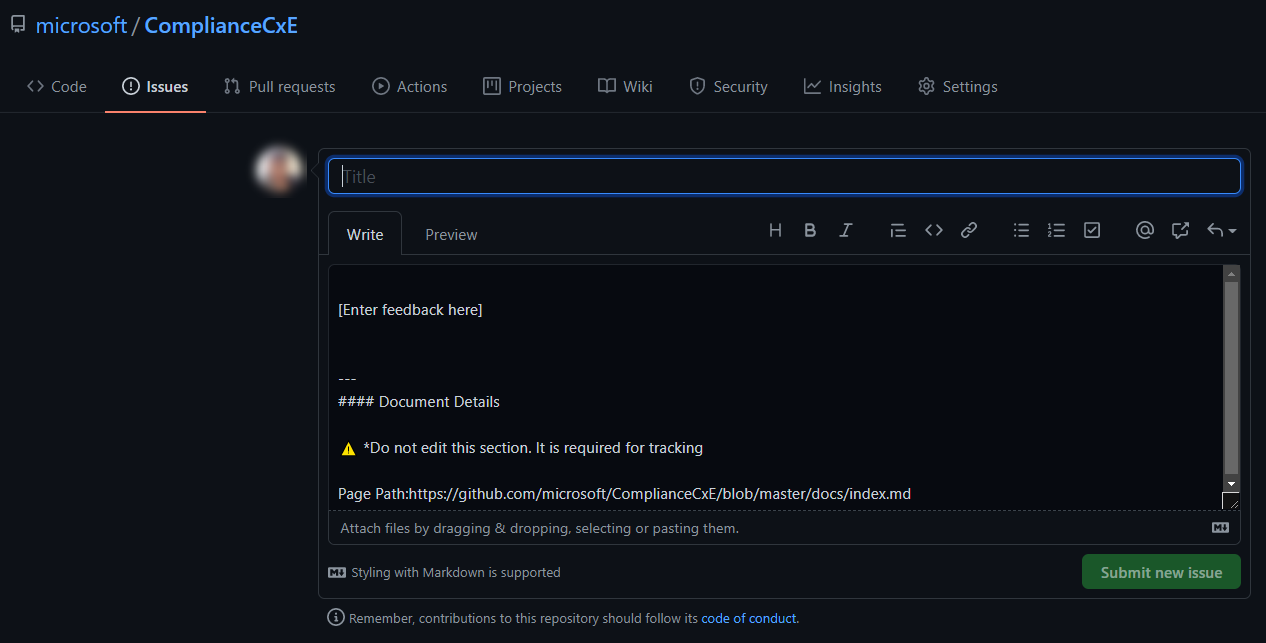 microsoft / ComplianceCxE
Code Issues Pull requests Actions Projects Wiki Security Insights Settings
Title
Write Preview
[Enter feedback here]
---
#### Document Details
⚠ *Do not edit this section. It is required for tracking
Page Path:https://github.com/microsoft/ComplianceCxE/blob/master/docs/index.md
Attach files by dragging & dropping, selecting or pasting them.
Styling with Markdown is supported
Submit new issue
Remember, contributions to this repository should follow its code of conduct.